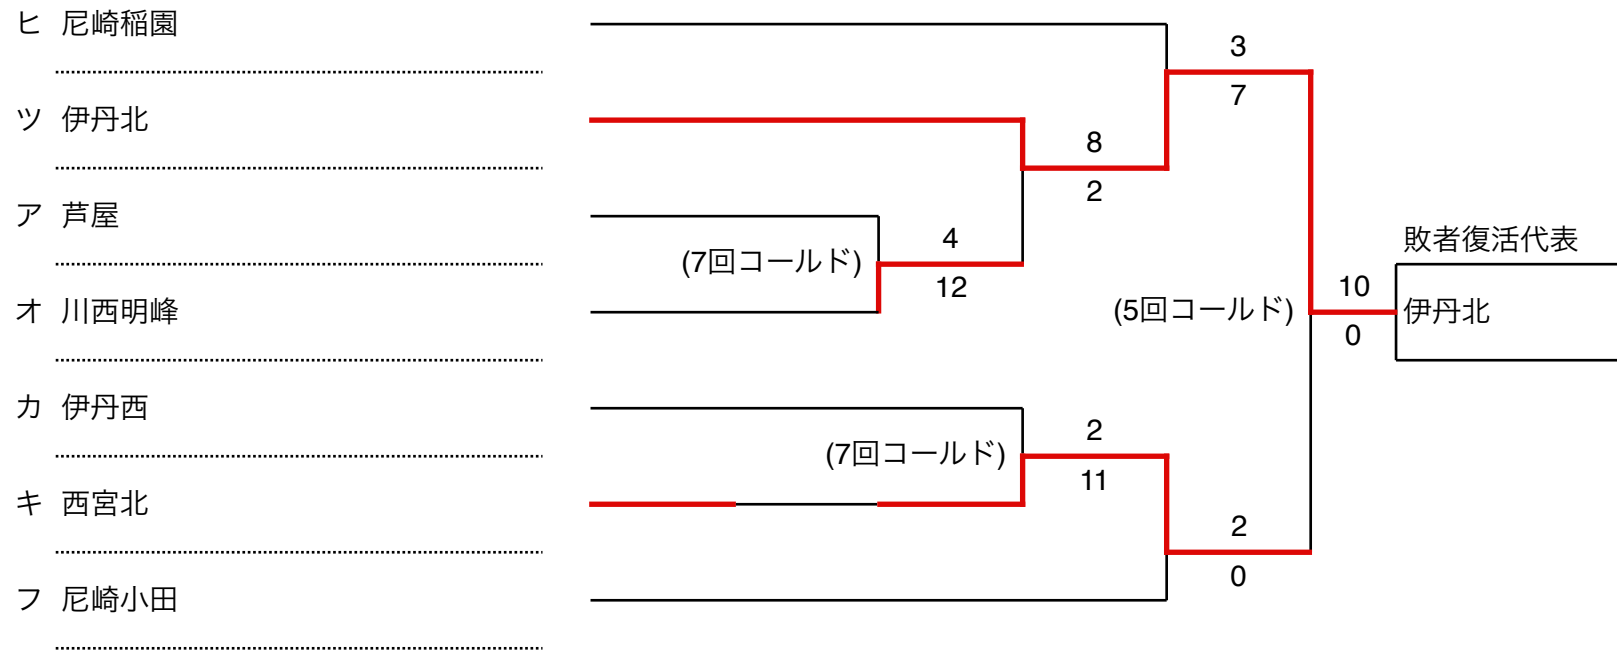 ヒ 尼崎稲園
3
7
ツ 伊丹北
8
2
ア 芦屋
4
敗者復活代表
(7回コールド)
12
10
オ 川西明峰
(5回コールド)
伊丹北
0
カ 伊丹西
2
(7回コールド)
11
キ 西宮北
2
0
フ 尼崎小田